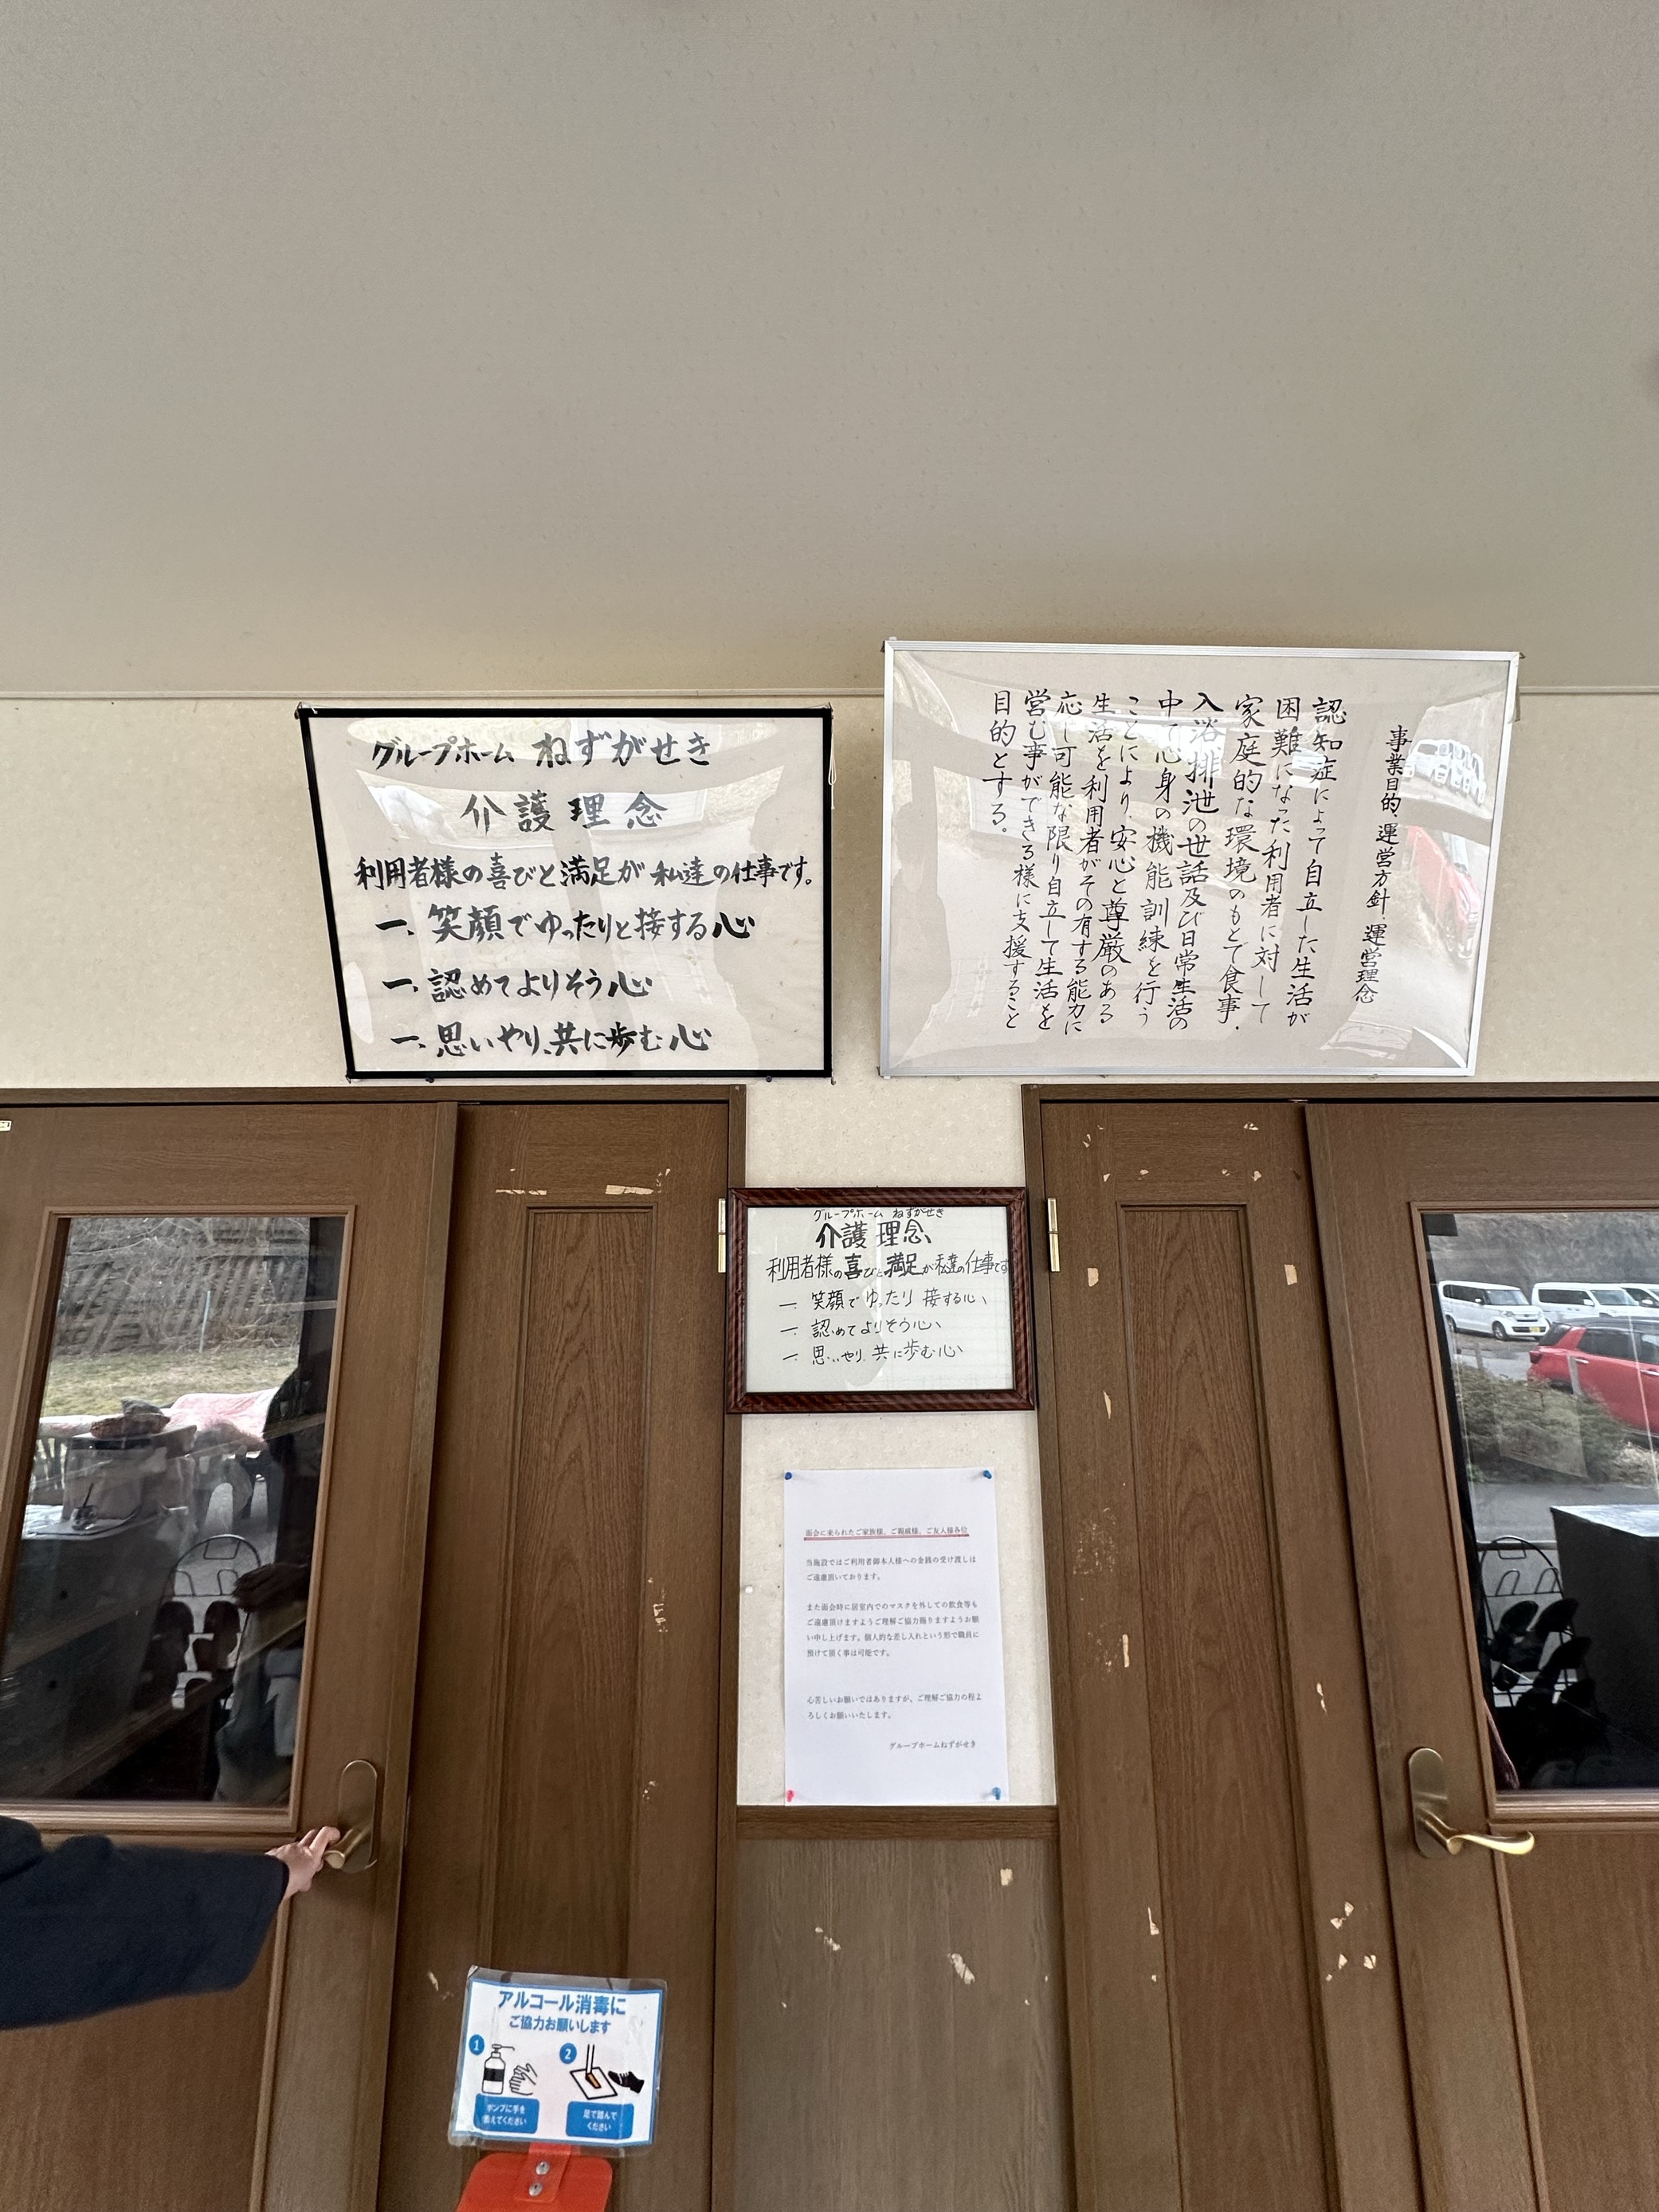 グループホーム ねずがせき
介護理念
利用者様の喜びと満足が私達の仕事です。
一、笑顔でゆったりと接する心
一、認めてよりそう心
一、思いやり、共に歩む心
事業目的、運営方針、運営理念
認知症によって自立した生活が
困難になった利用者に対して
家庭的な環境のもとで食事・
入浴排泄の世話及び日常生活の
中で心身の機能訓練を行う
ことにより、安心と尊厳のある
生活を利用者がその有する能力に
応じ可能な限り自立して生活を
営む事ができる様に支援すること
目的とする。
グループホーム ねずがせき
介護理念
利用者様の喜びと満足が私達の仕事です
一、笑顔でゆったり接する心
一、認めてよりそう心
一、思いやり、共に歩む心
面会に来られたご家族様、ご親戚様、ご友人様各位
当施設ではご利用者御本人様への金銭の受け渡しは
ご遠慮頂いております。
また面会時に居室内でのマスクを外しての飲食等も
ご遠慮頂けますようご理解ご協力賜りますようお願
い申し上げます。個人的な差し入れという形で職員に
預けて頂く事は可能です。
心苦しいお願いではありますが、ご理解ご協力の程よ
ろしくお願いいたします。
グループホームねずがせき
アルコール消毒に
ご協力お願いします
1
2
ポンプに手を
添えてください
足で踏んで
ください